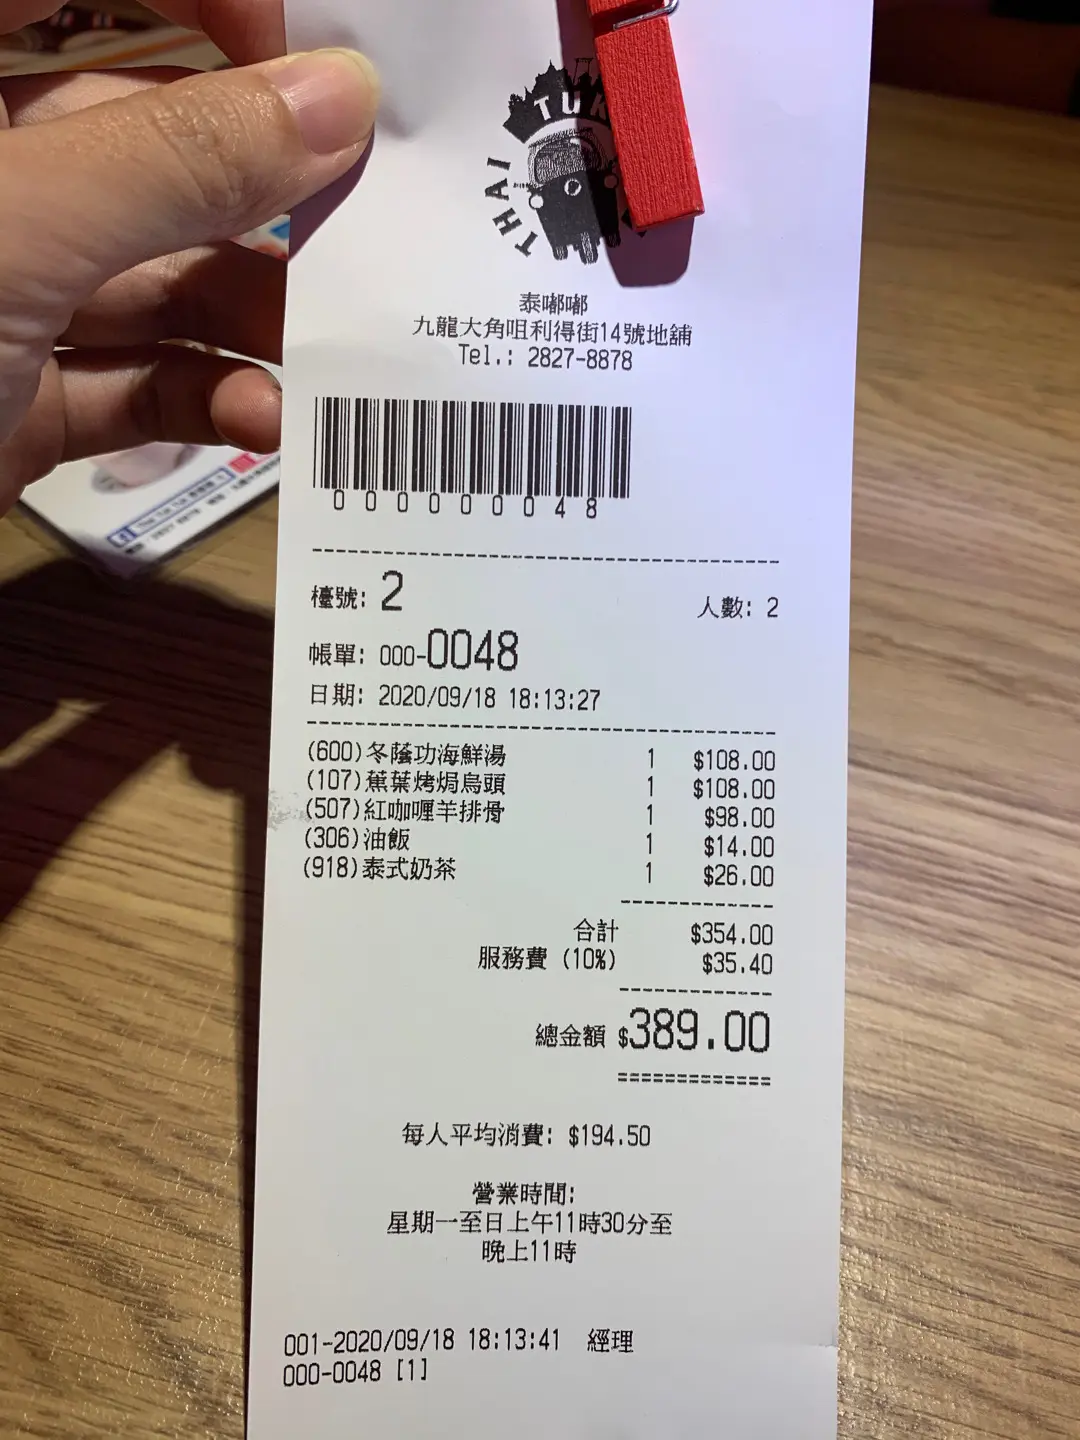 THAI TUK
泰嘟嘟
九龍大角咀利得街14號地舖
Tel.: 2827-8878
00000048
檯號: 2 人數: 2
帳單: 000-0048
日期: 2020/09/18 18:13:27
(600)冬蔭功海鮮湯 1 $108.00
(107)蕉葉烤焗烏頭 1 $108.00
(507)紅咖喱羊排骨 1 $98.00
(306)油飯 1 $14.00
(918)泰式奶茶 1 $26.00
合計 $354.00
服務費 (10%) $35.40
總金額 $389.00
每人平均消費: $194.50
營業時間:
星期一至日上午11時30分至
晚上11時
001-2020/09/18 18:13:41 經理
000-0048 [1]